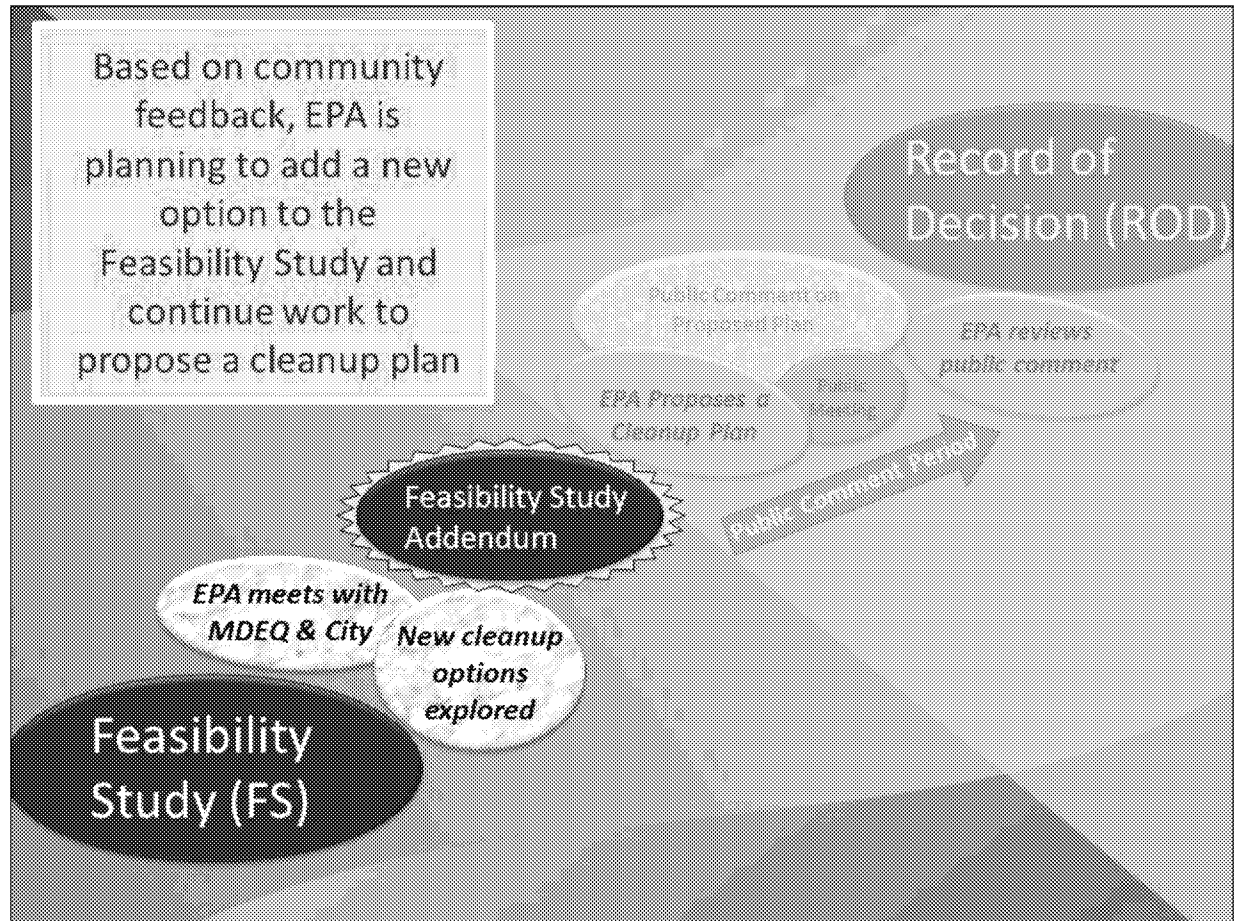 Based on community
feedback, EPA is
planning to add a new
option to the
Feasibility Study and
continue work to
propose a cleanup plan
Record of
Decision (ROD)
Public Comment on
Proposed Plan
EPA reviews
public comment
EPA Proposes a
Cleanup Plan
Public
Meeting
Public Comment Period
Feasibility Study
Addendum
EPA meets with
MDEQ & City
New cleanup
options
explored
Feasibility
Study (FS)